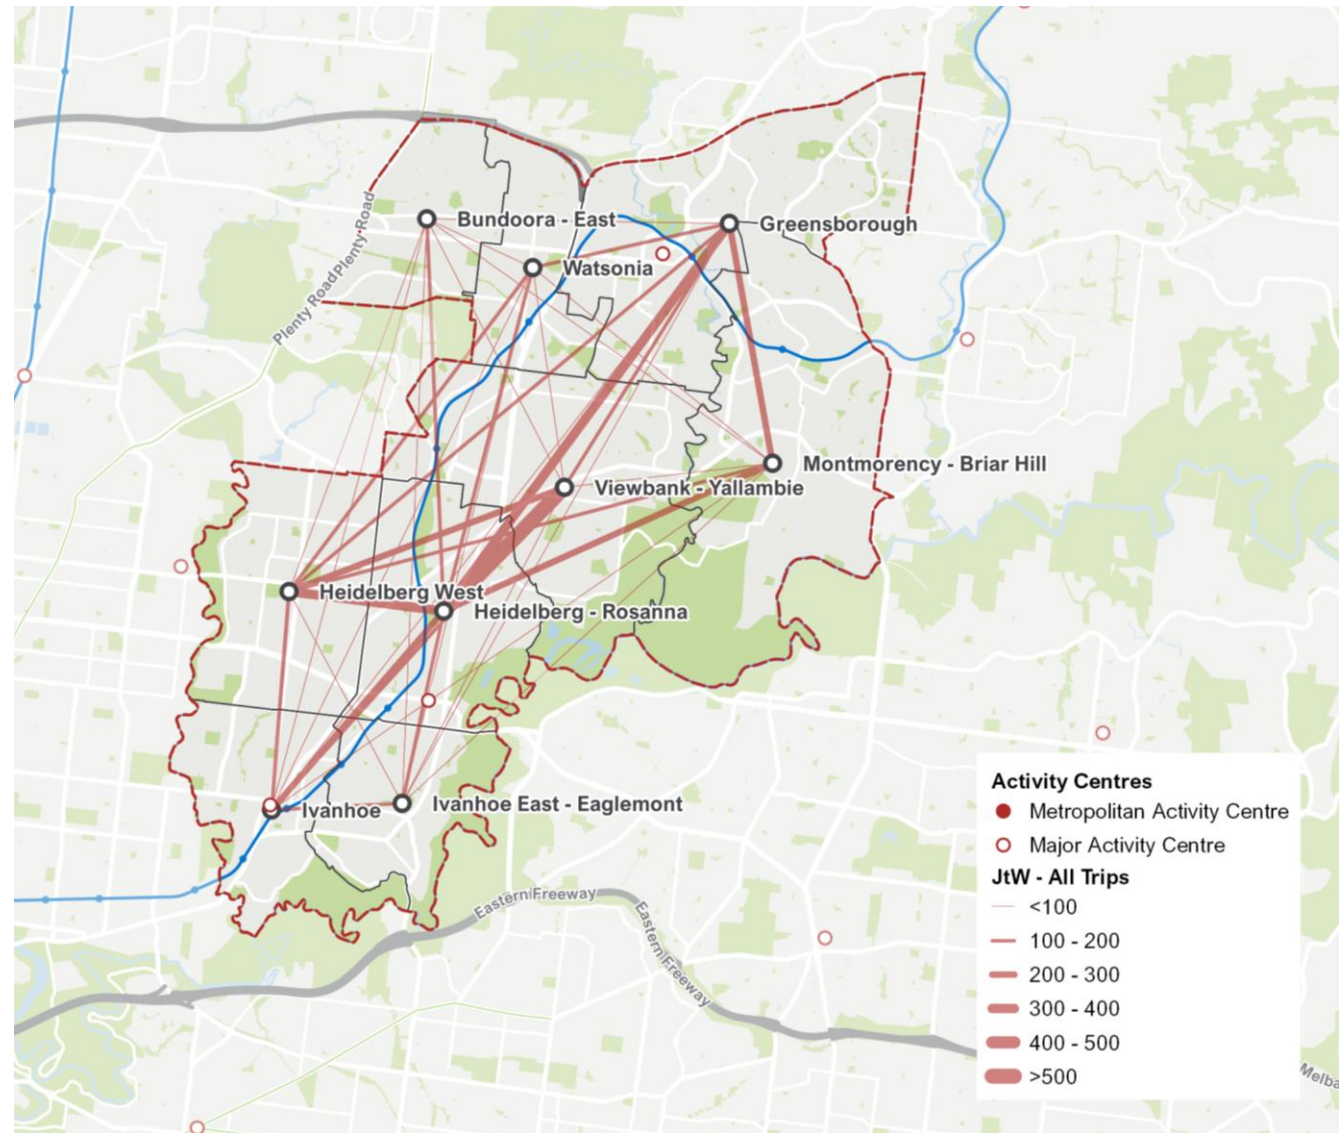 Plenty Road
Plenty Road
Bundoora - East
Greensborough
Watsonia
Montmorency - Briar Hill
Viewbank - Yallambie
Heidelberg West
Heidelberg - Rosanna
Ivanhoe
Ivanhoe East - Eaglemont
Eastern Freeway
Eastern Freeway
Activity Centres
Metropolitan Activity Centre
Major Activity Centre
JtW - All Trips
<100
100 - 200
200 - 300
300 - 400
400 - 500
>500
Melba